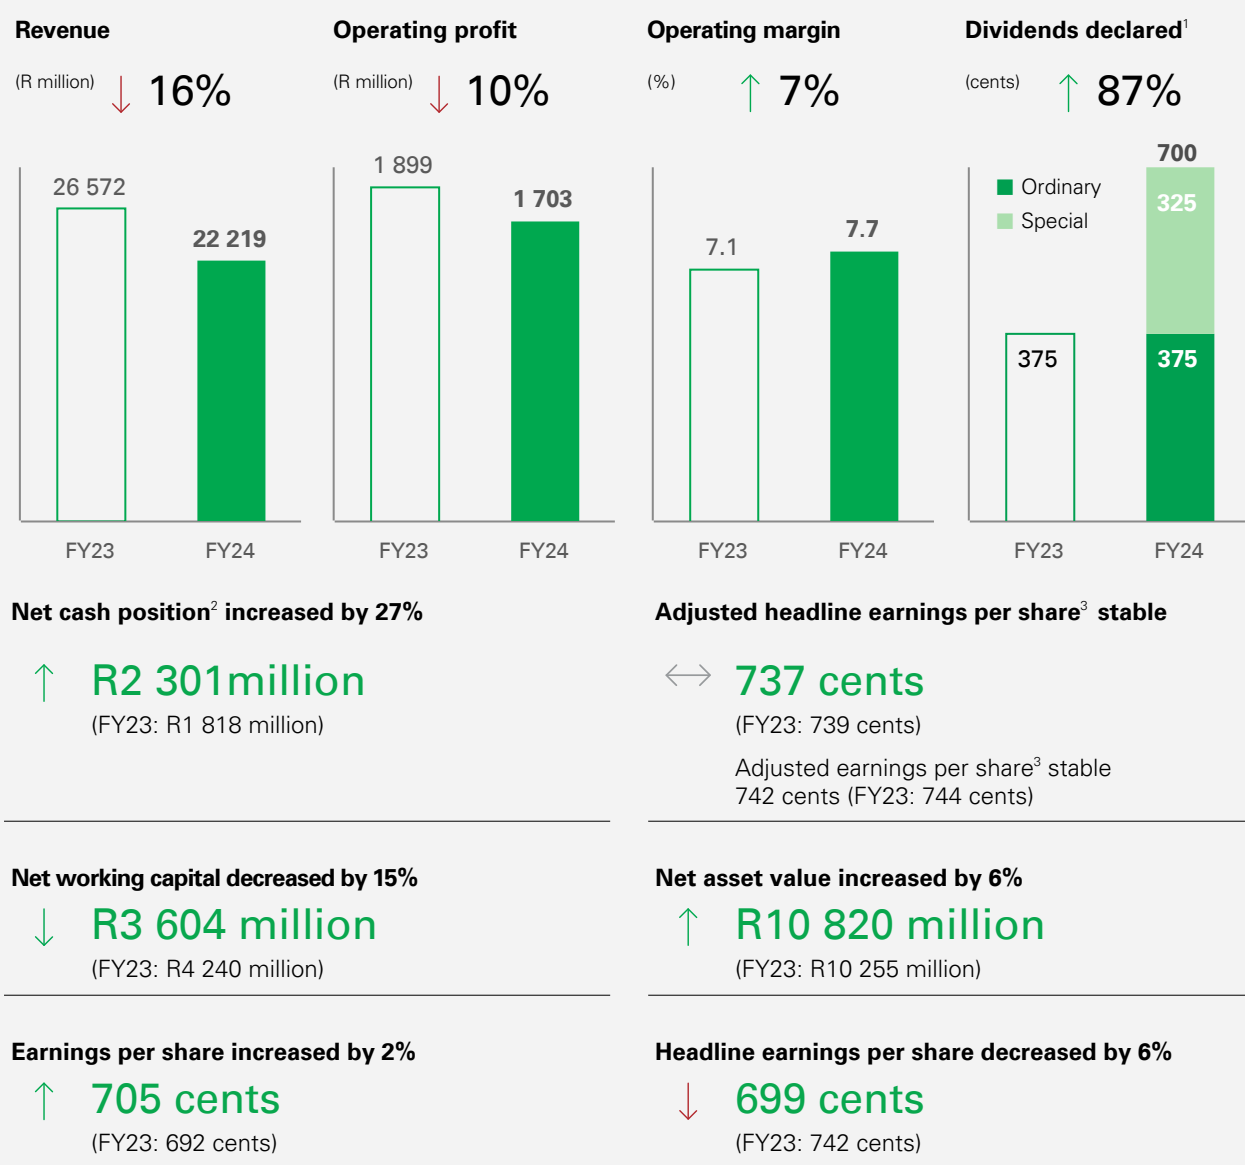 Revenue
(R million) ↓ 16%
26 572
22 219
FY23 FY24
Operating profit
(R million) ↓ 10%
1 899
1 703
FY23 FY24
Operating margin
(%) ↑ 7%
7.1
7.7
FY23 FY24
Dividends declared¹
(cents) ↑ 87%
700
Ordinary
Special
325
375
375
FY23 FY24
Net cash position² increased by 27%
↑ R2 301million
(FY23: R1 818 million)
Adjusted headline earnings per share³ stable
↔ 737 cents
(FY23: 739 cents)
Adjusted earnings per share³ stable
742 cents (FY23: 744 cents)
Net working capital decreased by 15%
↓ R3 604 million
(FY23: R4 240 million)
Net asset value increased by 6%
↑ R10 820 million
(FY23: R10 255 million)
Earnings per share increased by 2%
↑ 705 cents
(FY23: 692 cents)
Headline earnings per share decreased by 6%
↓ 699 cents
(FY23: 742 cents)